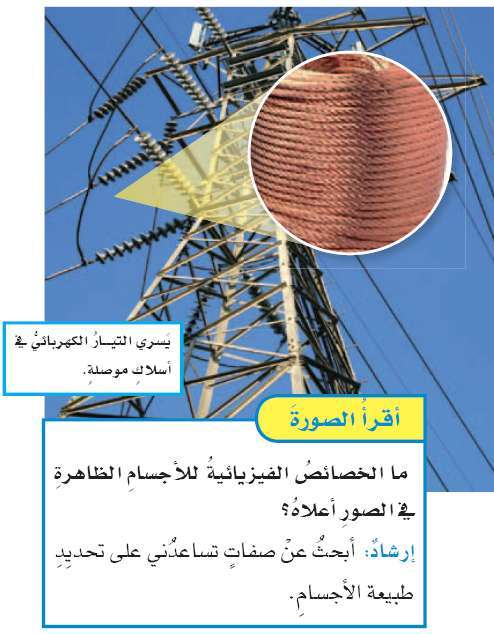 يَسري التيــارُ الكهربائيُّ في
أسلاكٍ موصلةٍ.
أقرأُ الصورةَ
ما الخصائصُ الفيزيائيةُ للأجسامِ الظاهرةِ
في الصورِ أعلاهُ؟
إرشادٌ: أبحثُ عنْ صفاتٍ تساعدُني على تحديدِ
طبيعة الأجسامِ.